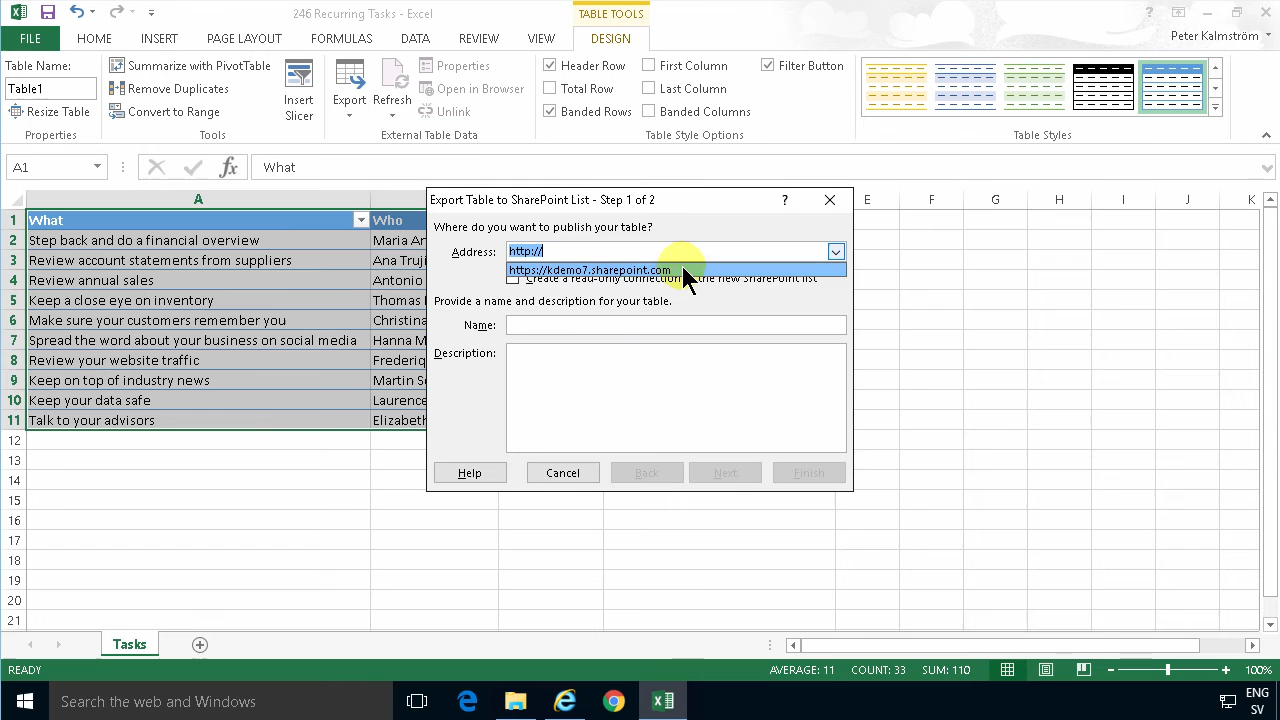 246 Recurring Tasks - Excel
TABLE TOOLS
FILE HOME INSERT PAGE LAYOUT FORMULAS DATA REVIEW VIEW DESIGN
Peter Kalmström
Table Name:
Table1
Resize Table
Properties
Summarize with PivotTable
Remove Duplicates
Convert to Range
Insert
Slicer
Tools
Export
Refresh
Properties
Open in Browser
Unlink
External Table Data
Header Row
First Column
Filter Button
Total Row
Last Column
Banded Rows
Banded Columns
Table Style Options
Table Styles
A1
fx
What
A E F G H I J K
1 What Who
2 Step back and do a financial overview Maria An
3 Review account statements from suppliers Ana Truji
4 Review annual sales Antonio
5 Keep a close eye on inventory Thomas
6 Make sure your customers remember you Christina
7 Spread the word about your business on social media Hanna M
8 Review your website traffic Frederiq
9 Keep on top of industry news Martin So
10 Keep your data safe Laurence
11 Talk to your advisors Elizabeth
12
13
14
15
16
17
18
19
20
21
Export Table to SharePoint List - Step 1 of 2
?
Where do you want to publish your table?
Address: http://
https://kdemo7.sharepoint.com
Create a read-only connection to the new SharePoint list
Provide a name and description for your table.
Name:
Description:
Help Cancel Back Next Finish
Tasks
READY
AVERAGE: 11 COUNT: 33 SUM: 110
100%
Search the web and Windows
ENG
SV